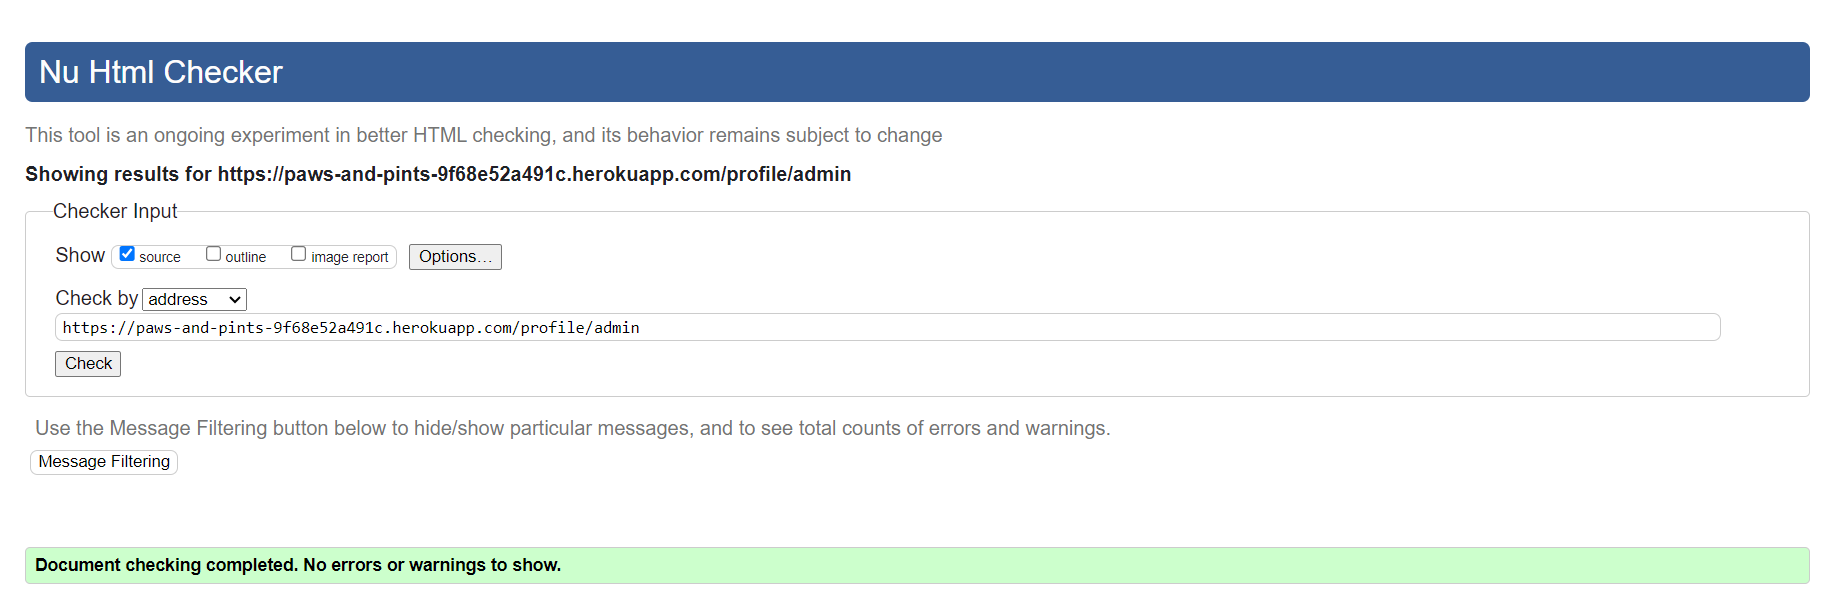 Nu Html Checker
This tool is an ongoing experiment in better HTML checking, and its behavior remains subject to change
Showing results for https://paws-and-pints-9f68e52a491c.herokuapp.com/profile/admin
Checker Input
Show source outline image report Options...
Check by address
https://paws-and-pints-9f68e52a491c.herokuapp.com/profile/admin
Check
Use the Message Filtering button below to hide/show particular messages, and to see total counts of errors and warnings.
Message Filtering
Document checking completed. No errors or warnings to show.